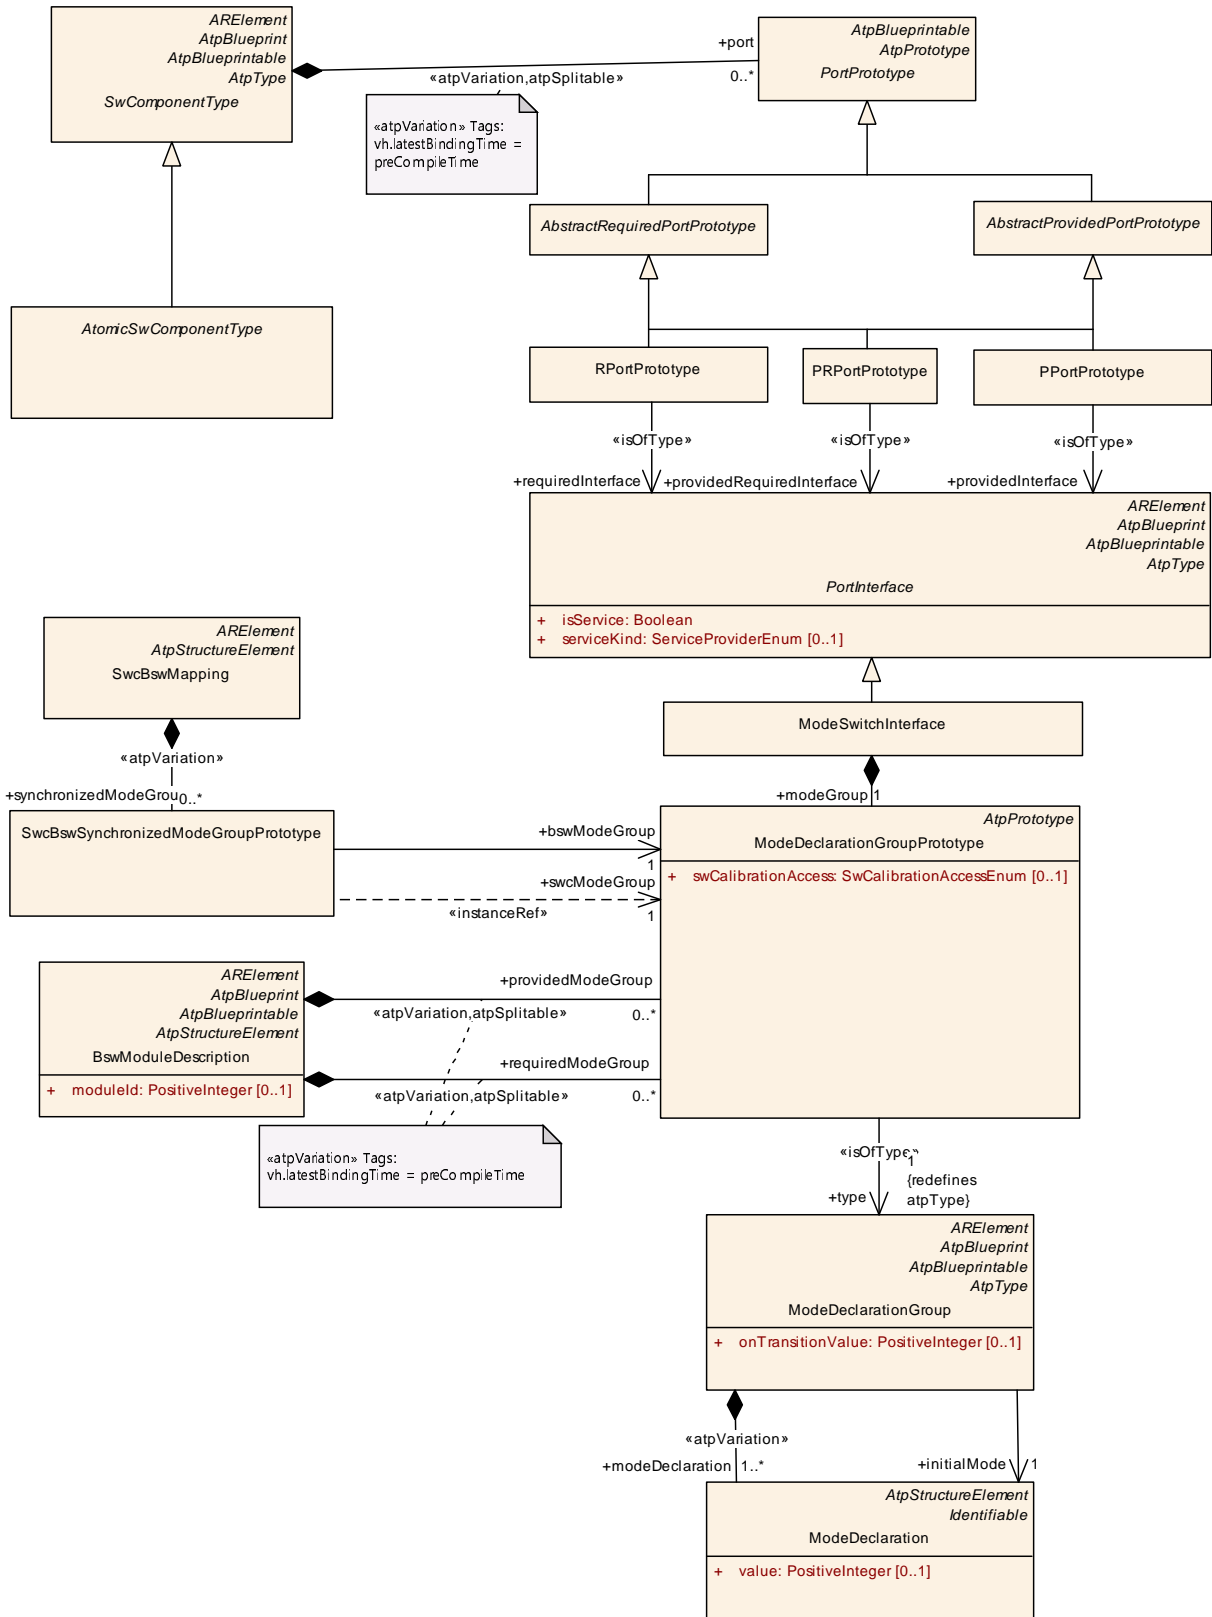 ARElement
AtpBlueprint
AtpBlueprintable
AtpType
SwComponentType
AtpBlueprintable
AtpPrototype
PortPrototype
+port
0..*
«atpVariation,atpSplitable»
«atpVariation» Tags:
vh.latestBindingTime =
preCompileTime
AbstractRequiredPortPrototype
AbstractProvidedPortPrototype
AtomicSwComponentType
RPortPrototype
PRPortPrototype
PPortPrototype
«isOfType»
«isOfType»
«isOfType»
+requiredInterface
+providedRequiredInterface
+providedInterface
ARElement
AtpBlueprint
AtpBlueprintable
AtpType
PortInterface
+ isService: Boolean
+ serviceKind: ServiceProviderEnum [0..1]
ARElement
AtpStructureElement
SwcBswMapping
ModeSwitchInterface
«atpVariation»
+synchronizedModeGrou
0..*
+modeGroup
1
SwcBswSynchronizedModeGroupPrototype
+bswModeGroup
1
+swcModeGroup
«instanceRef»
1
AtpPrototype
ModeDeclarationGroupPrototype
+ swCalibrationAccess: SwCalibrationAccessEnum [0..1]
ARElement
AtpBlueprint
AtpBlueprintable
AtpStructureElement
BswModuleDescription
+ moduleId: PositiveInteger [0..1]
+providedModeGroup
«atpVariation,atpSplitable»
0..*
+requiredModeGroup
«atpVariation,atpSplitable»
0..*
«atpVariation» Tags:
vh.latestBindingTime = preCompileTime
«isOfType»
1
{redefines
atpType}
+type
ARElement
AtpBlueprint
AtpBlueprintable
AtpType
ModeDeclarationGroup
+ onTransitionValue: PositiveInteger [0..1]
«atpVariation»
+modeDeclaration
1..*
+initialMode
1
AtpStructureElement
Identifiable
ModeDeclaration
+ value: PositiveInteger [0..1]